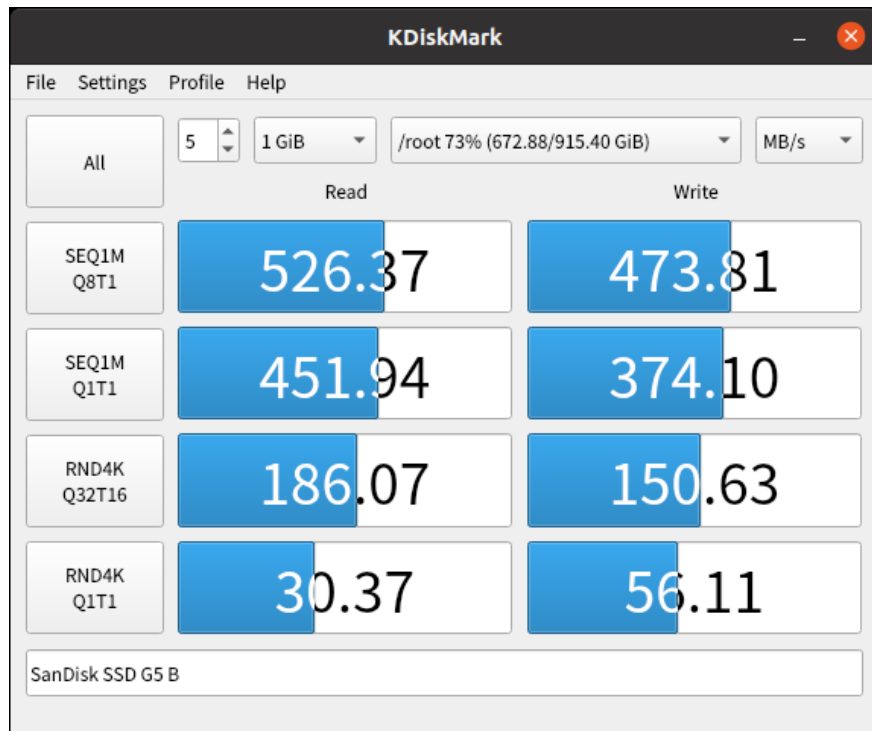 KDiskMark
File Settings Profile Help
All
5
1 GiB
/root 73% (672.88/915.40 GiB)
MB/s
Read Write
SEQ1M
Q8T1
526.37
473.81
SEQ1M
Q1T1
451.94
374.10
RND4K
Q32T16
186.07
150.63
RND4K
Q1T1
30.37
56.11
SanDisk SSD G5 B